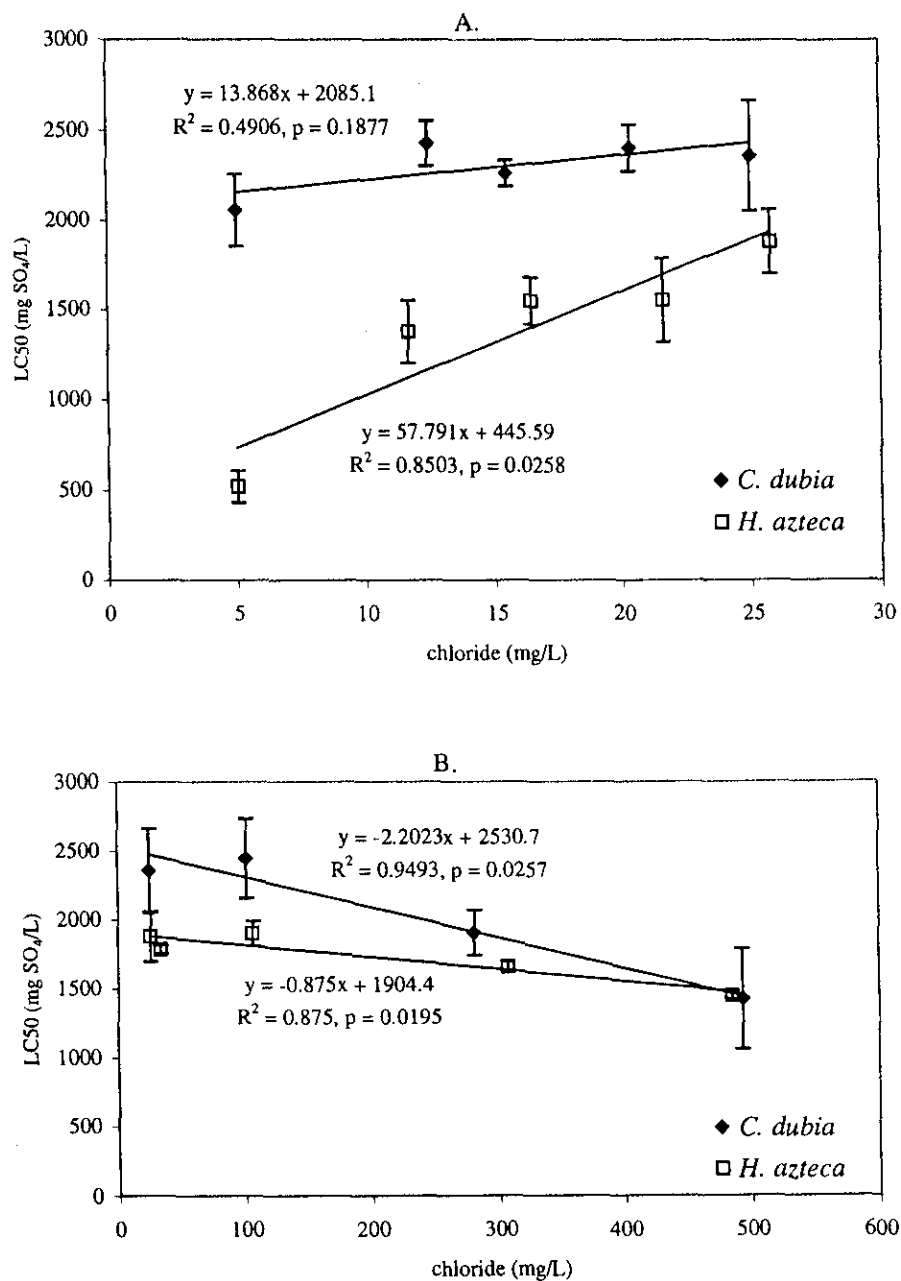 A.
3000
2500
2000
1500
1000
500
0
LC50 (mg SO₄/L)
y = 13.868x + 2085.1
R² = 0.4906, p = 0.1877
y = 57.791x + 445.59
R² = 0.8503, p = 0.0258
C. dubia
H. azteca
0 5 10 15 20 25 30
chloride (mg/L)
B.
3000
2500
2000
1500
1000
500
0
LC50 (mg SO₄/L)
y = -2.2023x + 2530.7
R² = 0.9493, p = 0.0257
y = -0.875x + 1904.4
R² = 0.875, p = 0.0195
C. dubia
H. azteca
0 100 200 300 400 500 600
chloride (mg/L)